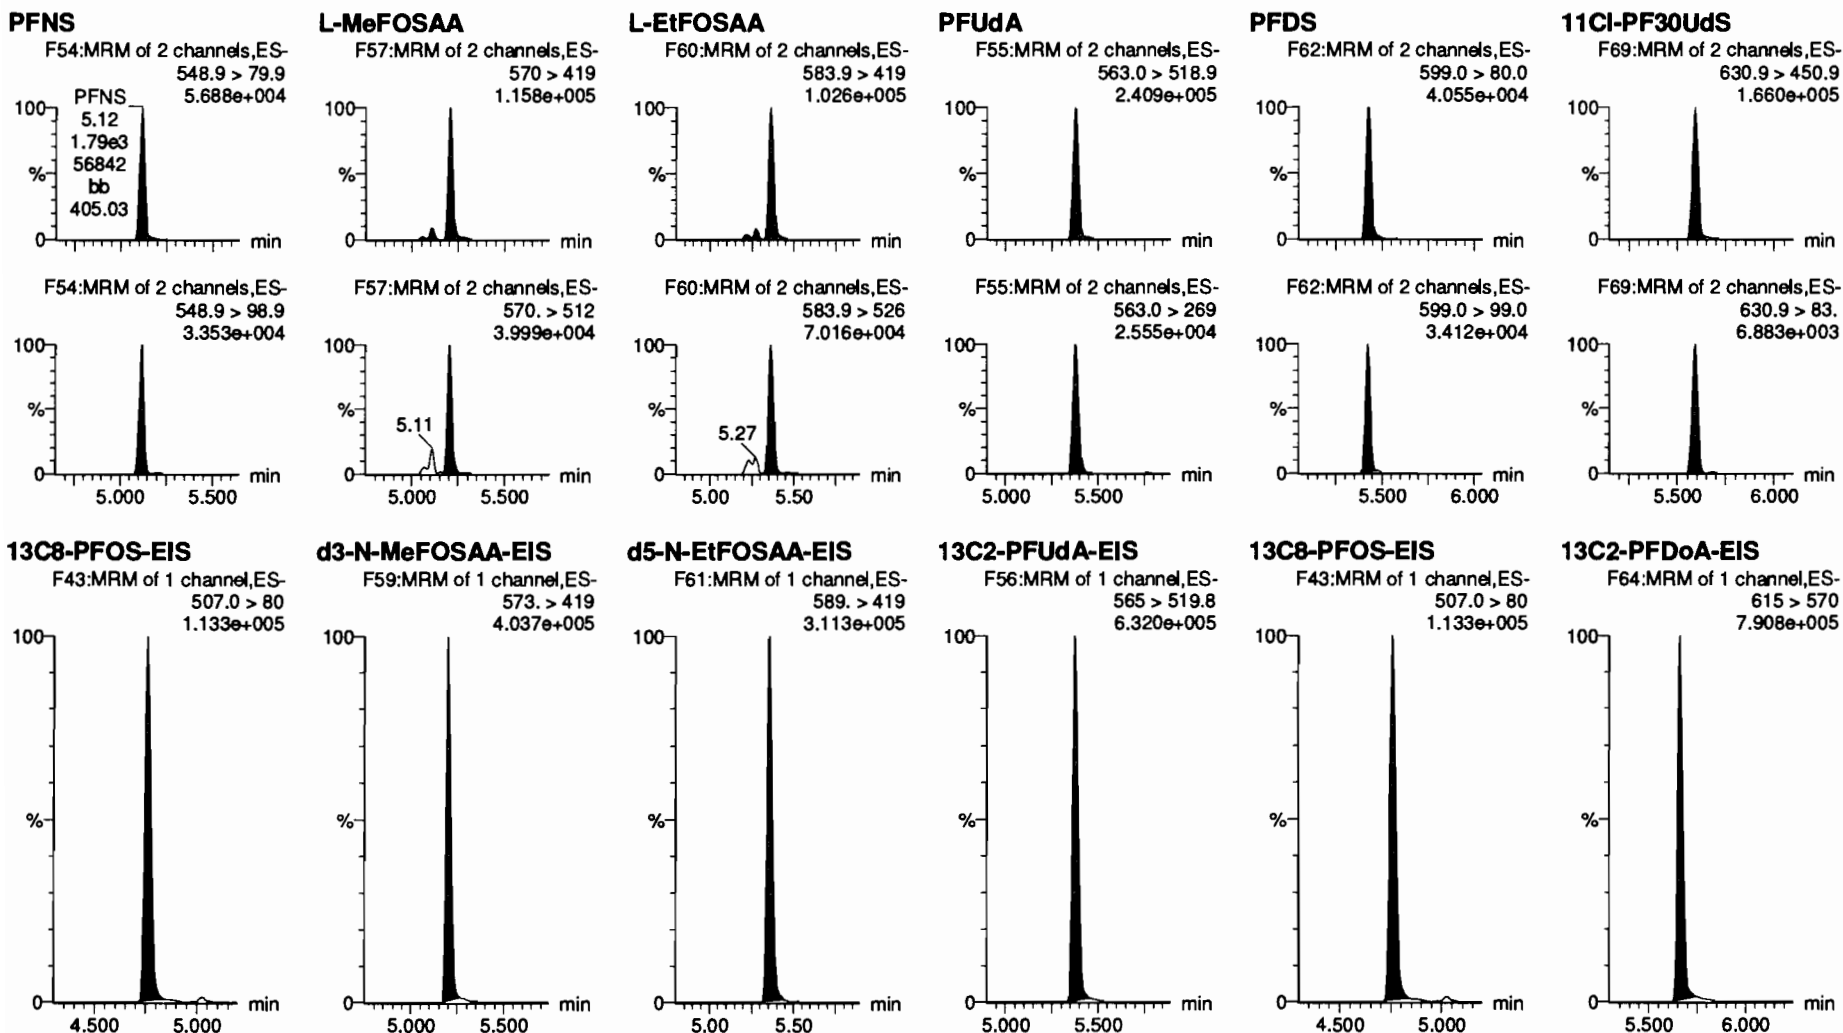 PFNS
F54:MRM of 2 channels,ES-
548.9 > 79.9
5.688e+004
100
PFNS
5.12
1.79e3
56842
bb
405.03
%
0
min
F54:MRM of 2 channels,ES-
548.9 > 98.9
3.353e+004
100
%
0
min
5.000 5.500
L-MeFOSAA
F57:MRM of 2 channels,ES-
570 > 419
1.158e+005
100
%
0
min
F57:MRM of 2 channels,ES-
570. > 512
3.999e+004
100
5.11
%
0
min
5.000 5.500
L-EtFOSAA
F60:MRM of 2 channels,ES-
583.9 > 419
1.026e+005
100
%
0
min
F60:MRM of 2 channels,ES-
583.9 > 526
7.016e+004
100
5.27
%
0
min
5.00 5.50
PFUdA
F55:MRM of 2 channels,ES-
563.0 > 518.9
2.409e+005
100
%
0
min
F55:MRM of 2 channels,ES-
563.0 > 269
2.555e+004
100
%
0
min
5.000 5.500
PFDS
F62:MRM of 2 channels,ES-
599.0 > 80.0
4.055e+004
100
%
0
min
F62:MRM of 2 channels,ES-
599.0 > 99.0
3.412e+004
100
%
0
min
5.500 6.000
11Cl-PF30UdS
F69:MRM of 2 channels,ES-
630.9 > 450.9
1.660e+005
100
%
0
min
F69:MRM of 2 channels,ES-
630.9 > 83.
6.883e+003
100
%
0
min
5.500 6.000
13C8-PFOS-EIS
F43:MRM of 1 channel,ES-
507.0 > 80
1.133e+005
100
%
0
min
4.500 5.000
d3-N-MeFOSAA-EIS
F59:MRM of 1 channel,ES-
573. > 419
4.037e+005
100
%
0
min
5.000 5.500
d5-N-EtFOSAA-EIS
F61:MRM of 1 channel,ES-
589. > 419
3.113e+005
100
%
0
min
5.00 5.50
13C2-PFUdA-EIS
F56:MRM of 1 channel,ES-
565 > 519.8
6.320e+005
100
%
0
min
5.000 5.500
13C8-PFOS-EIS
F43:MRM of 1 channel,ES-
507.0 > 80
1.133e+005
100
%
0
min
4.500 5.000
13C2-PFDoA-EIS
F64:MRM of 1 channel,ES-
615 > 570
7.908e+005
100
%
0
min
5.500 6.000